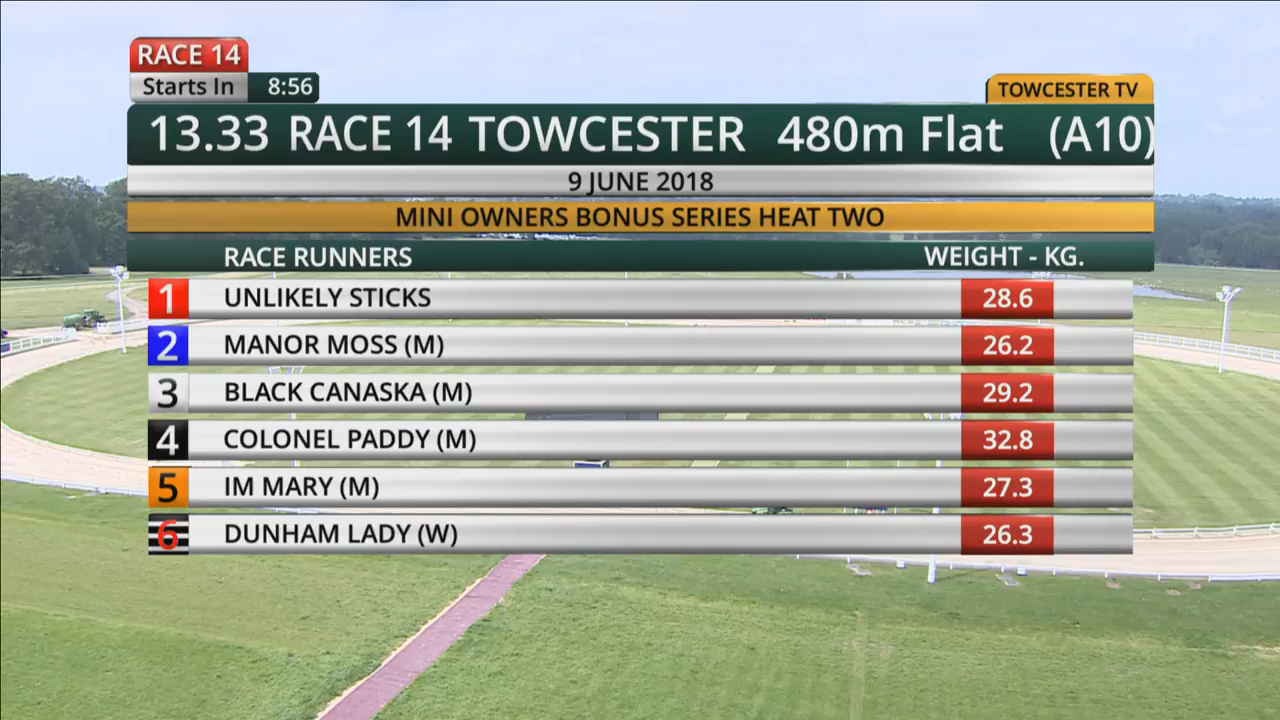 RACE 14
Starts In 8:56
TOWCESTER TV
13.33 RACE 14 TOWCESTER 480m Flat (A10)
9 JUNE 2018
MINI OWNERS BONUS SERIES HEAT TWO
RACE RUNNERS WEIGHT - KG.
1 UNLIKELY STICKS 28.6
2 MANOR MOSS (M) 26.2
3 BLACK CANASKA (M) 29.2
4 COLONEL PADDY (M) 32.8
5 IM MARY (M) 27.3
6 DUNHAM LADY (W) 26.3